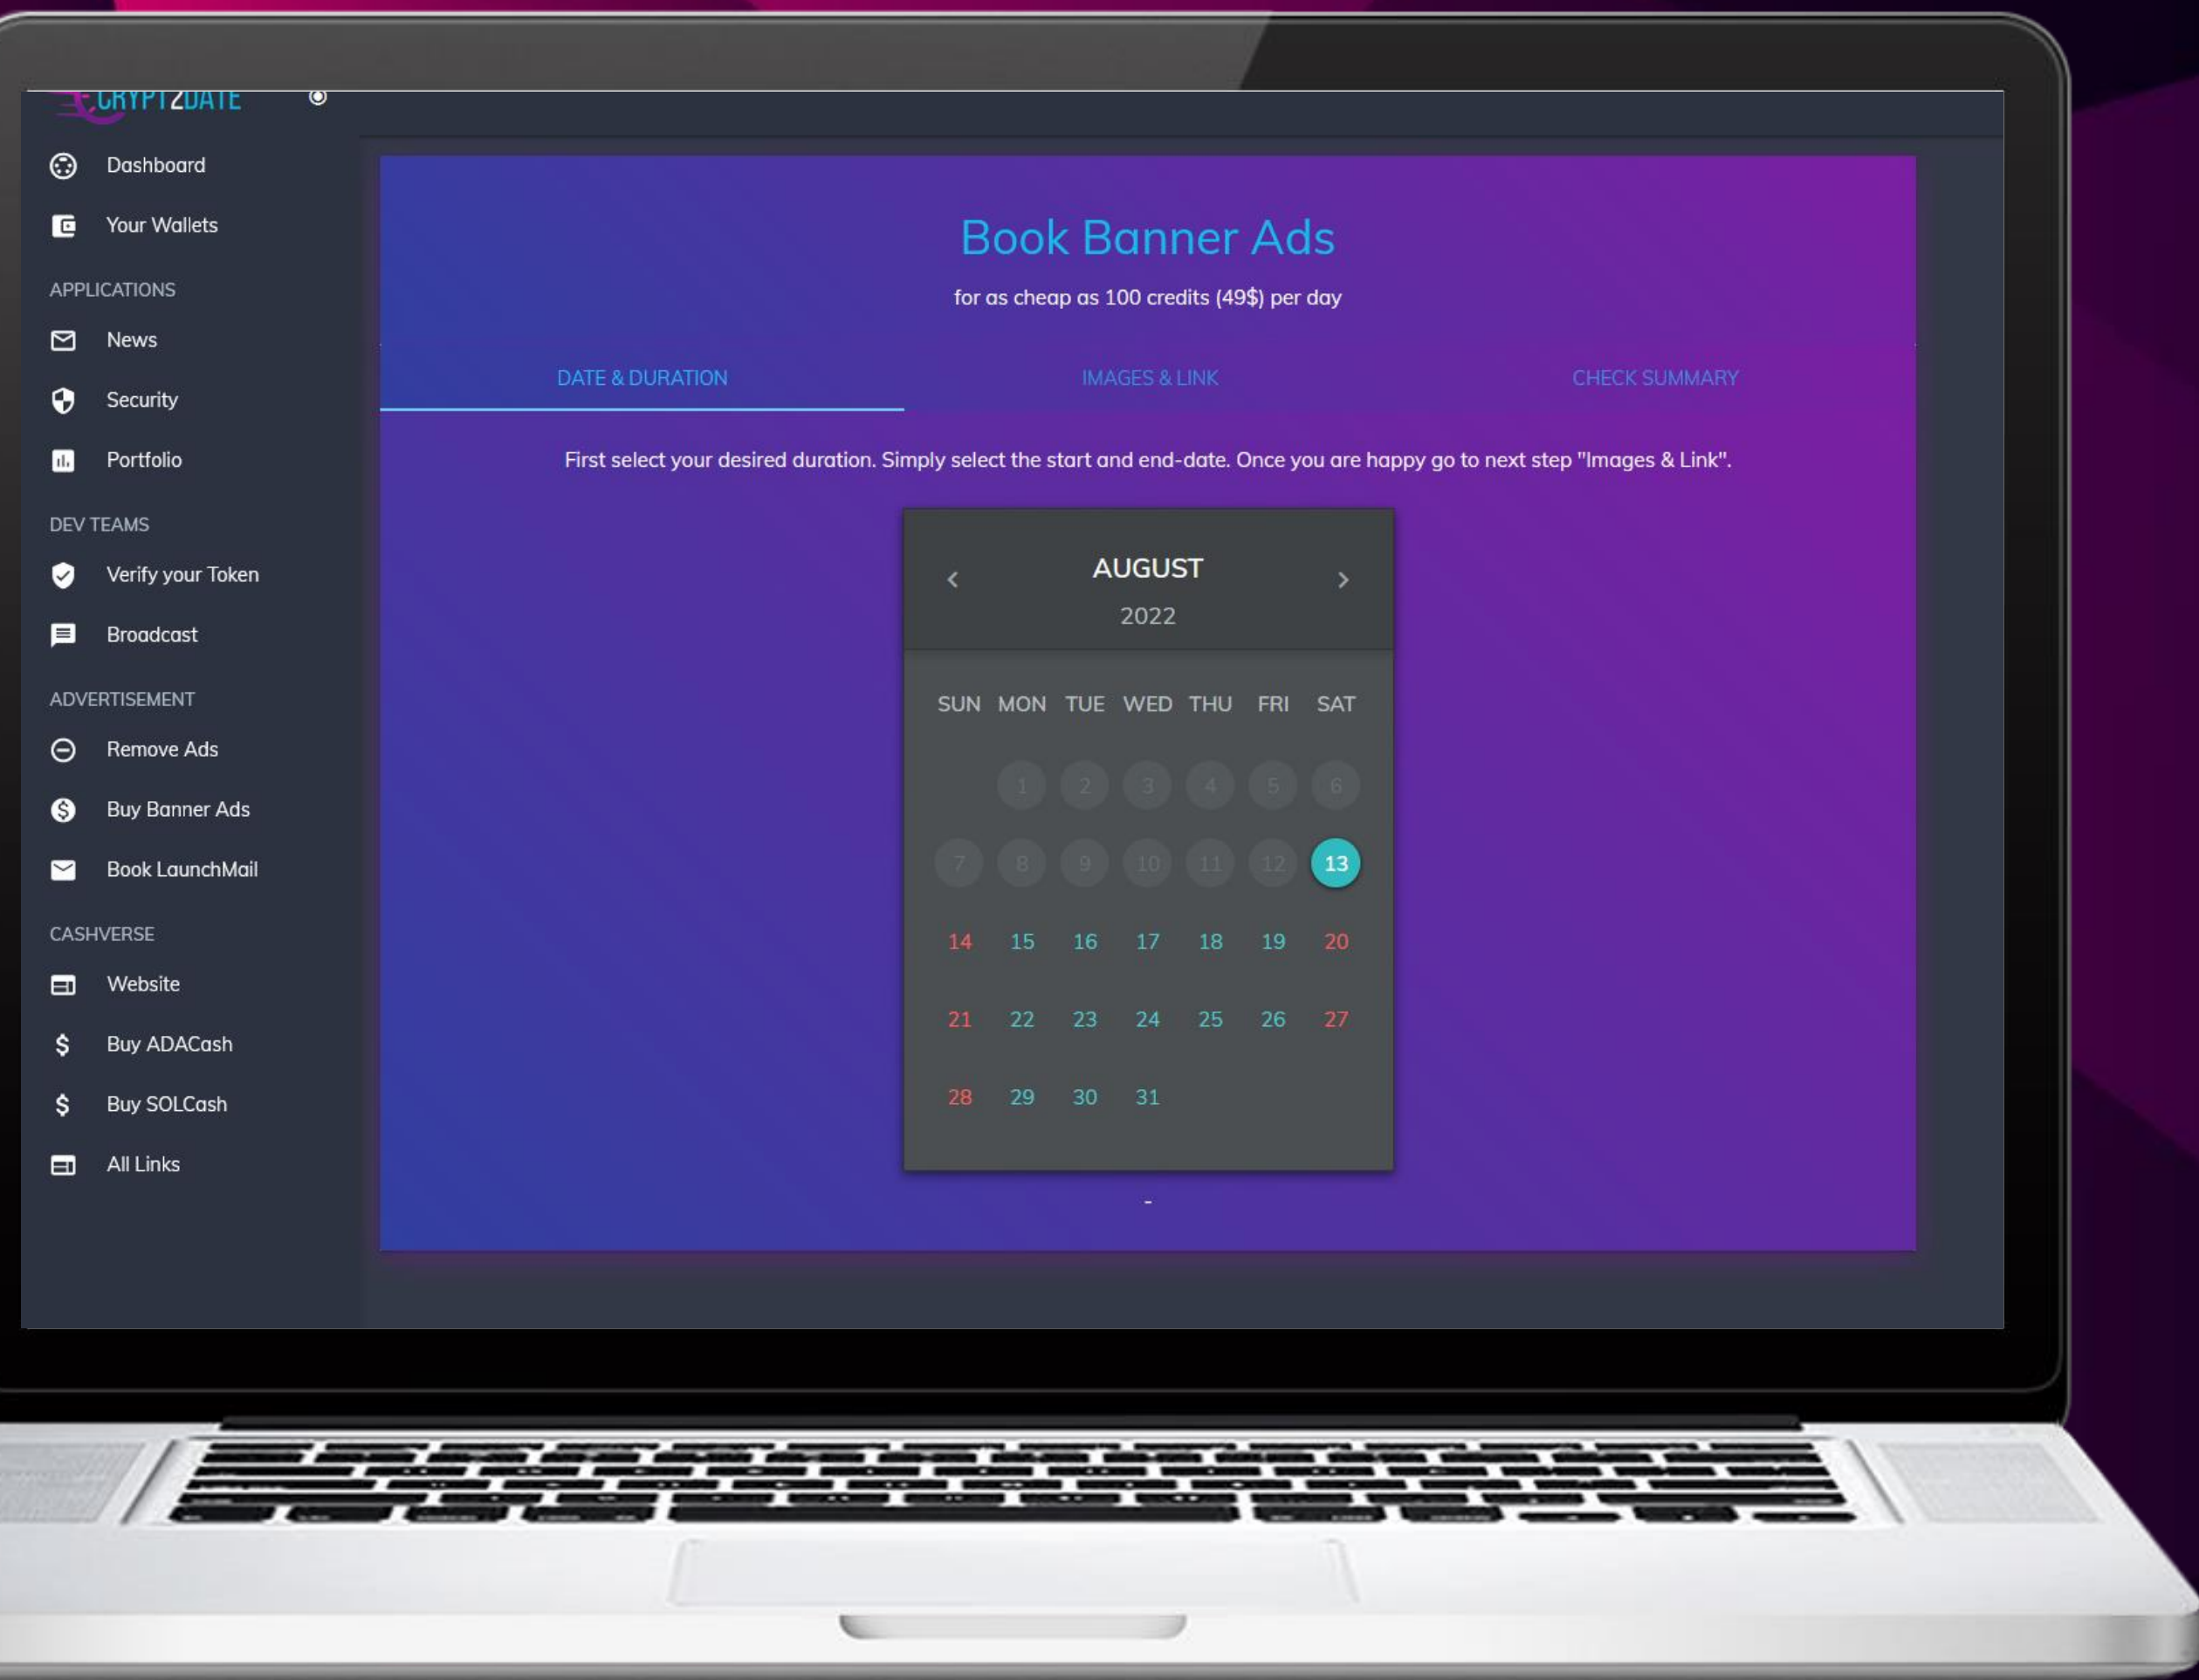 CRYPT2DATE
Dashboard
Your Wallets
APPLICATIONS
News
Security
Portfolio
DEV TEAMS
Verify your Token
Broadcast
ADVERTISEMENT
Remove Ads
Buy Banner Ads
Book LaunchMail
CASHVERSE
Website
Buy ADACash
Buy SOLCash
All Links
Book Banner Ads
for as cheap as 100 credits (49$) per day
DATE & DURATION IMAGES & LINK CHECK SUMMARY
First select your desired duration. Simply select the start and end-date. Once you are happy go to next step "Images & Link".
< AUGUST >
2022
SUN MON TUE WED THU FRI SAT
1 2 3 4 5 6
7 8 9 10 11 12 13
14 15 16 17 18 19 20
21 22 23 24 25 26 27
28 29 30 31
-